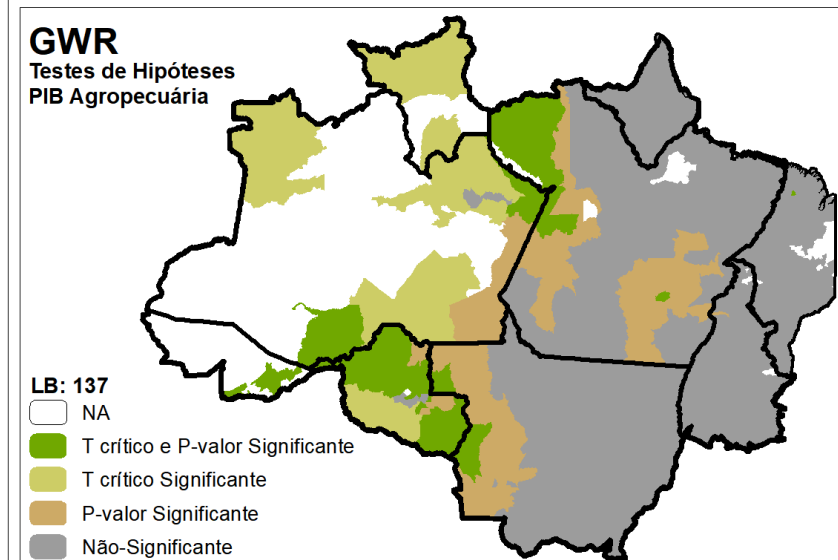 GWR
Testes de Hipóteses
PIB Agropecuária
LB: 137
NA
T crítico e P-valor Significante
T crítico Significante
P-valor Significante
Não-Significante